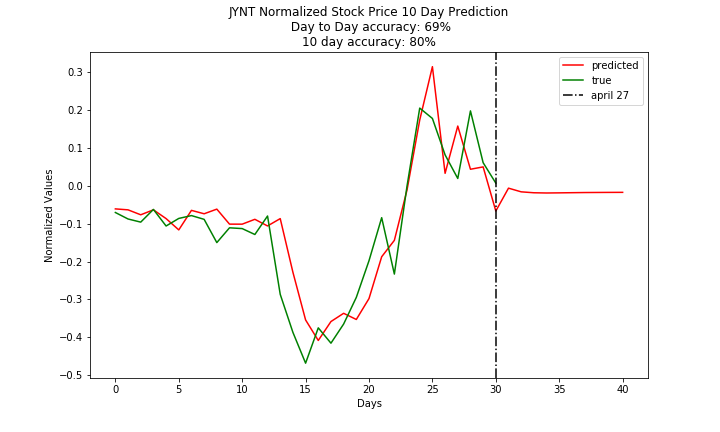 JYNT Normalized Stock Price 10 Day Prediction
Day to Day accuracy: 69%
10 day accuracy: 80%
predicted
true
april 27
0.3
0.2
0.1
0.0
−0.1
−0.2
−0.3
−0.4
−0.5
Normalized Values
0 5 10 15 20 25 30 35 40
Days